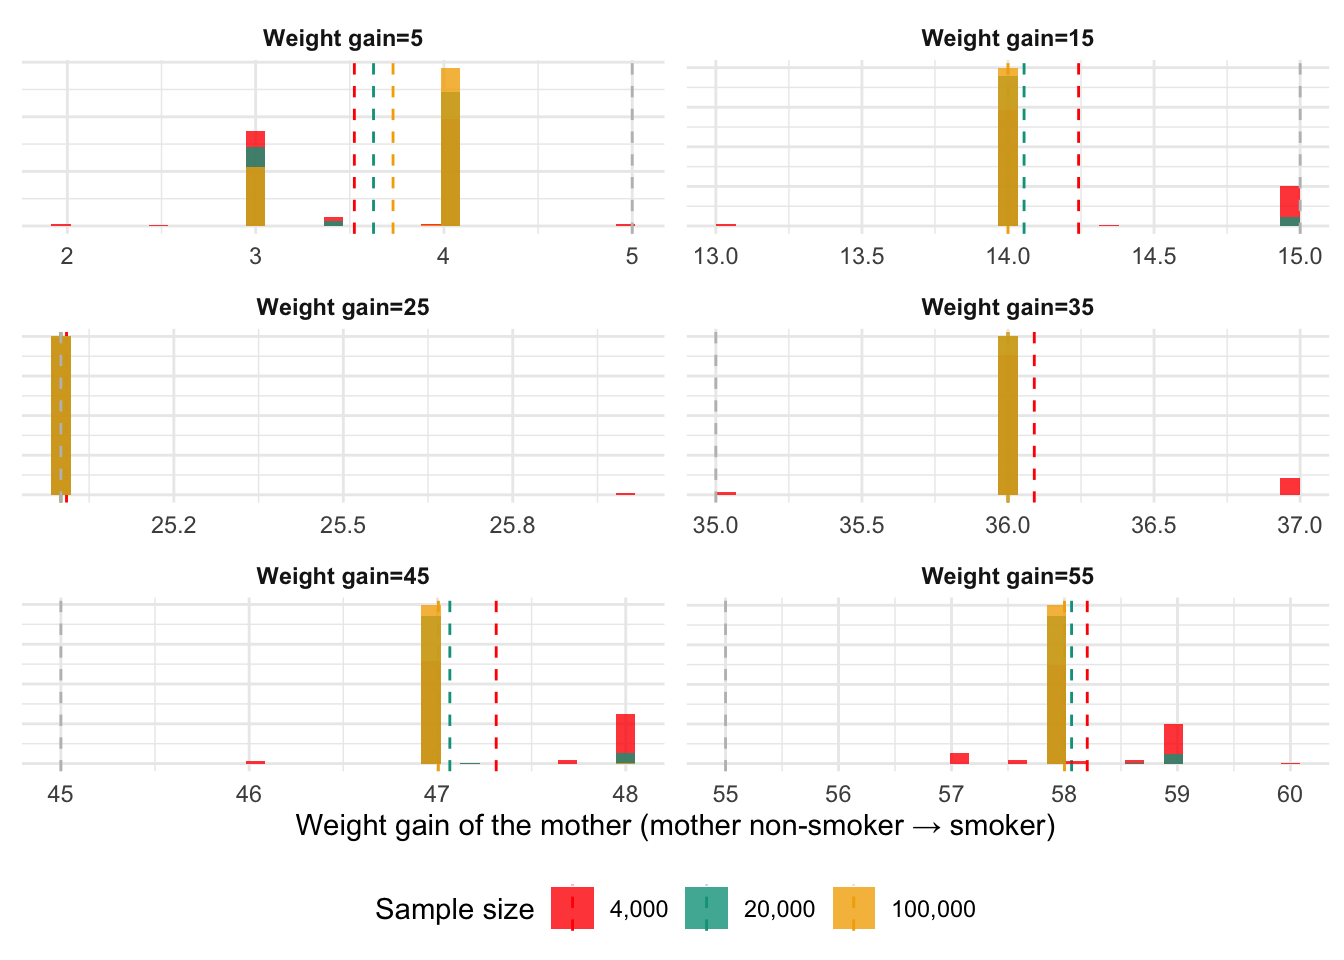 Weight gain=5 Weight gain=15
2 3 4 5 13.0 13.5 14.0 14.5 15.0
Weight gain=25 Weight gain=35
25.2 25.5 25.8 35.0 35.5 36.0 36.5 37.0
Weight gain=45 Weight gain=55
45 46 47 48 55 56 57 58 59 60
Weight gain of the mother (mother non-smoker → smoker)
Sample size 4,000 20,000 100,000